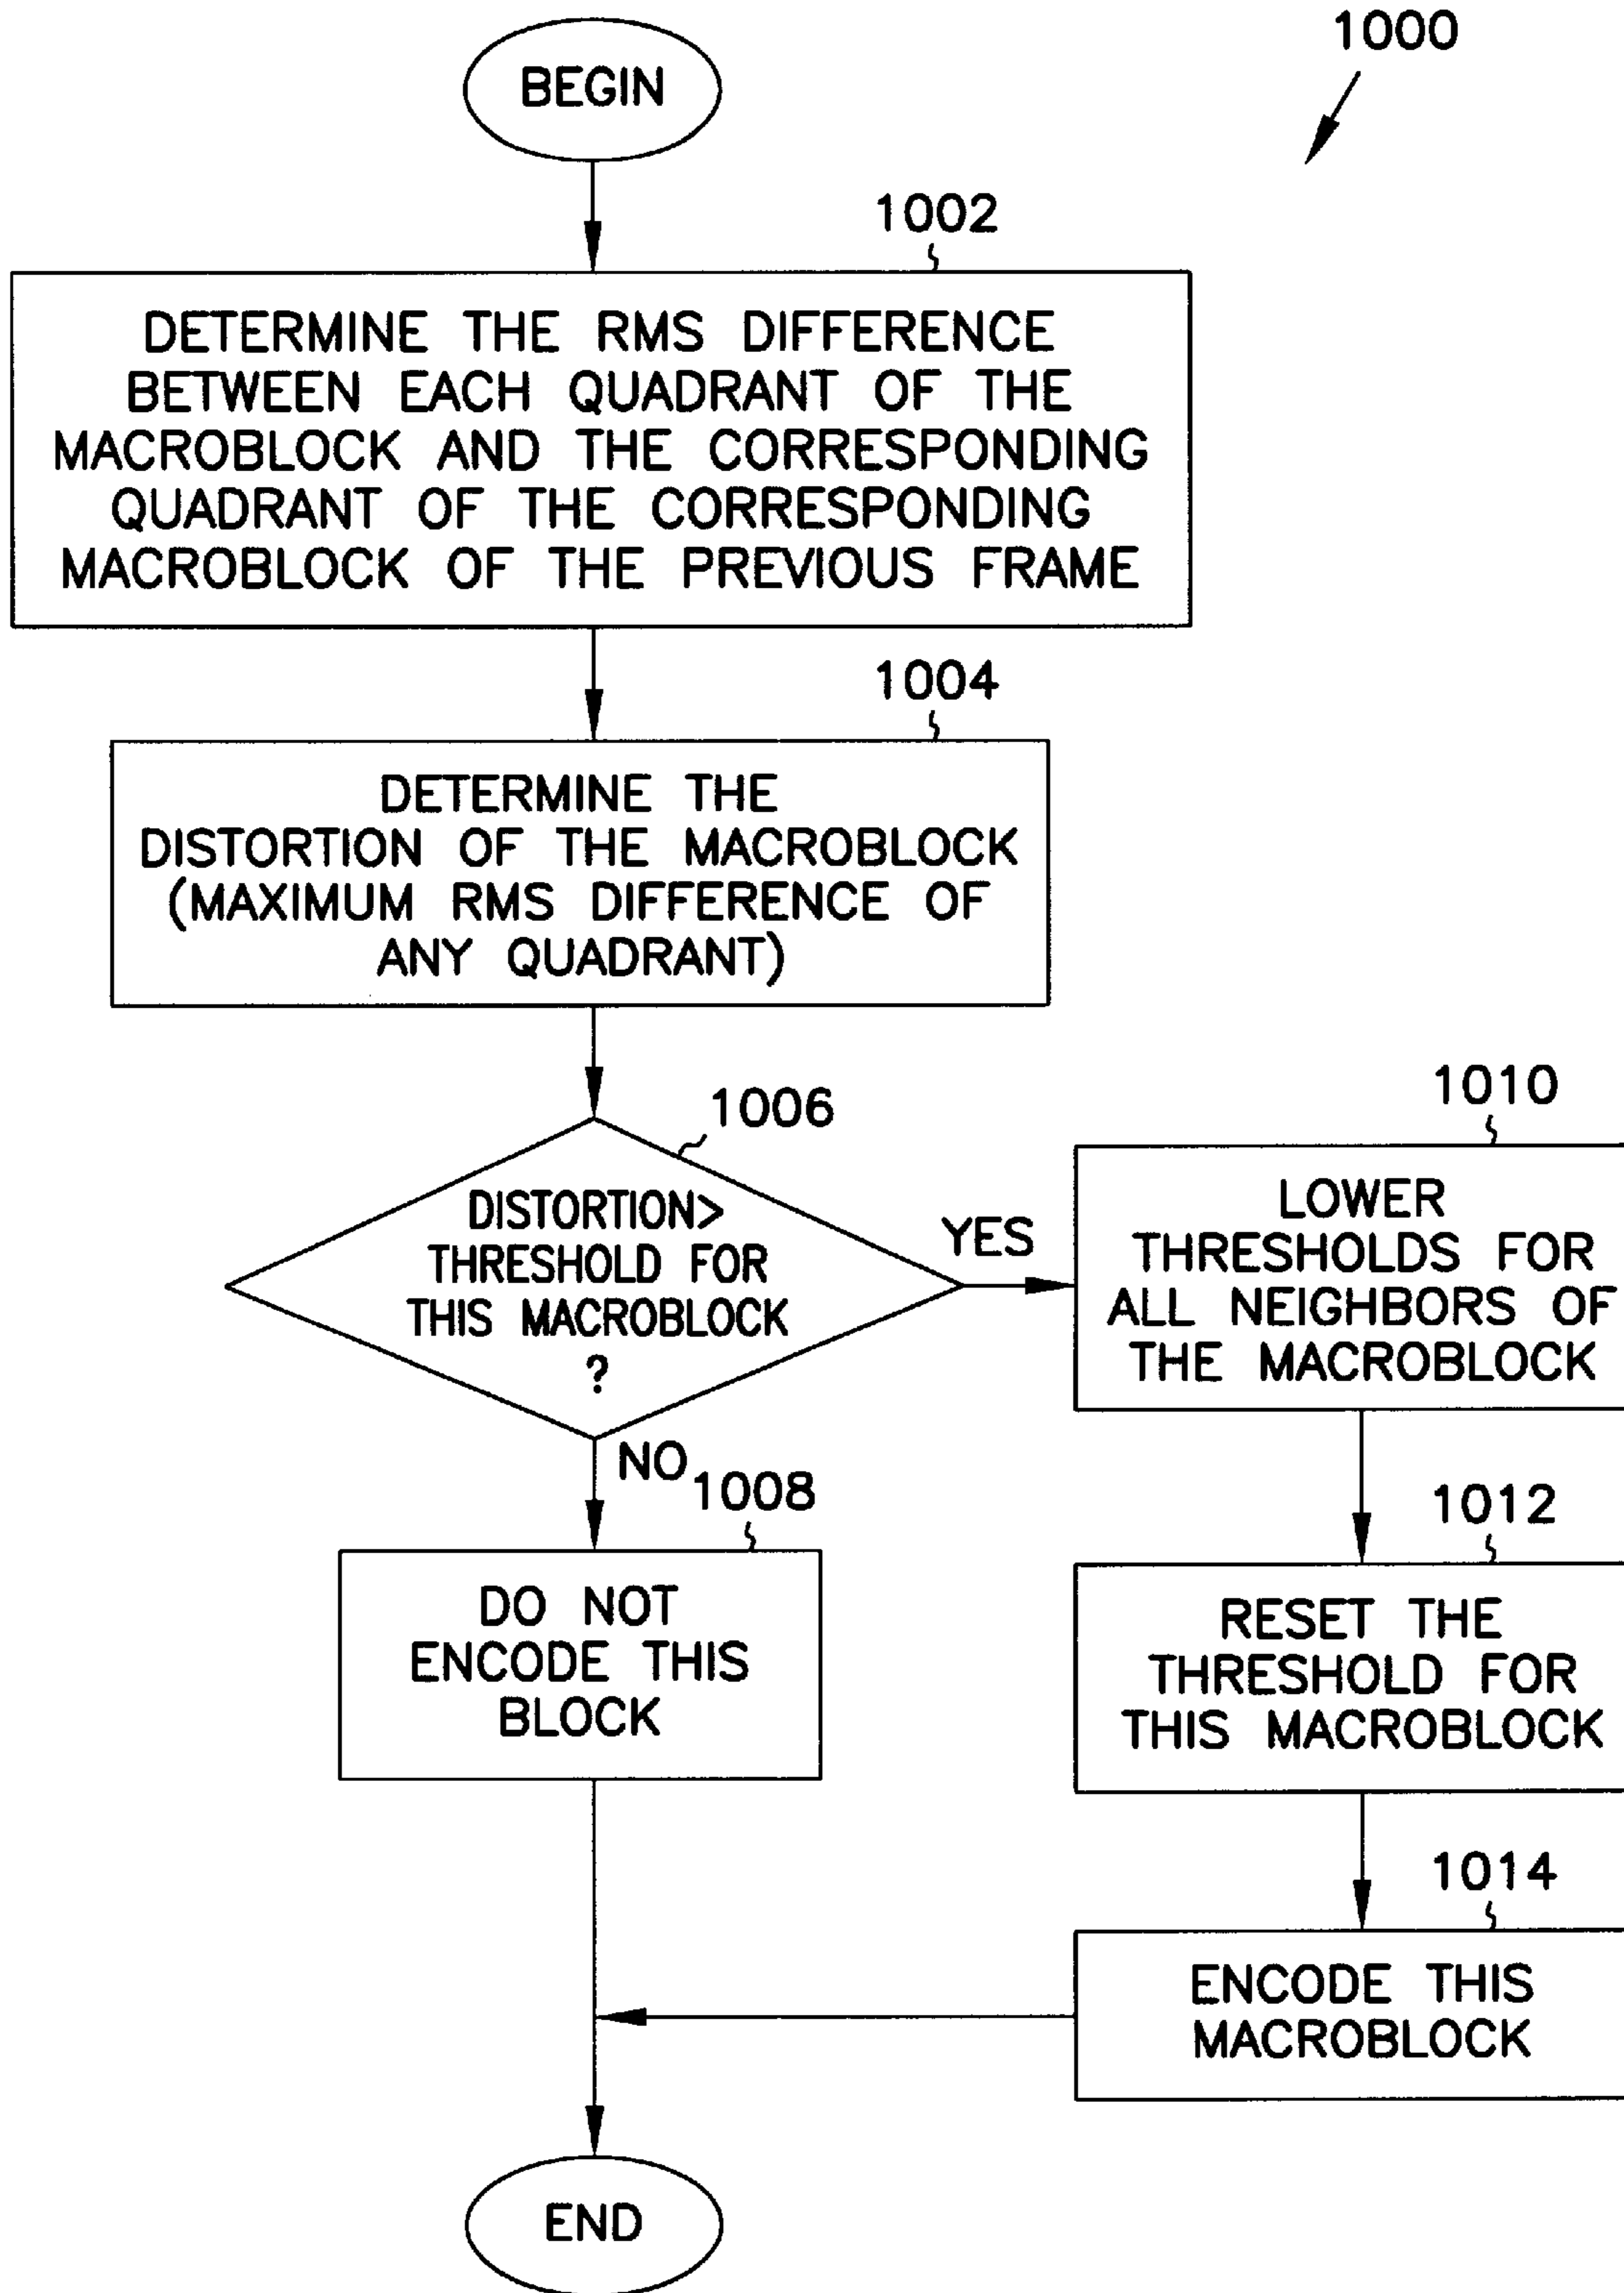 1000
BEGIN
1002
DETERMINE THE RMS DIFFERENCE
BETWEEN EACH QUADRANT OF THE
MACROBLOCK AND THE CORRESPONDING
QUADRANT OF THE CORRESPONDING
MACROBLOCK OF THE PREVIOUS FRAME
1004
DETERMINE THE
DISTORTION OF THE MACROBLOCK
(MAXIMUM RMS DIFFERENCE OF
ANY QUADRANT)
1006
DISTORTION>
THRESHOLD FOR
THIS MACROBLOCK
?
YES
NO
1008
DO NOT
ENCODE THIS
BLOCK
1010
LOWER
THRESHOLDS FOR
ALL NEIGHBORS OF
THE MACROBLOCK
1012
RESET THE
THRESHOLD FOR
THIS MACROBLOCK
1014
ENCODE THIS
MACROBLOCK
END